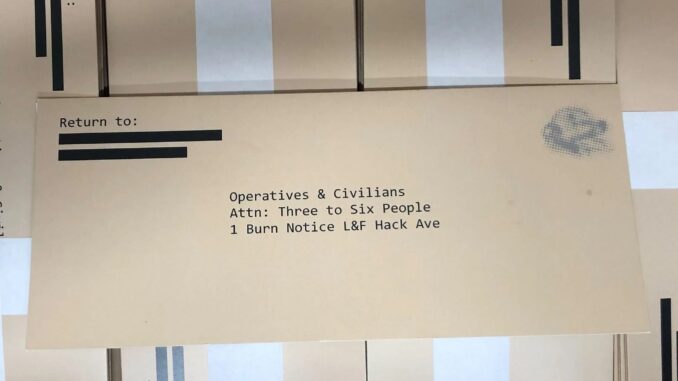 Return to:
Operatives & Civilians
Attn: Three to Six People
1 Burn Notice L&F Hack Ave